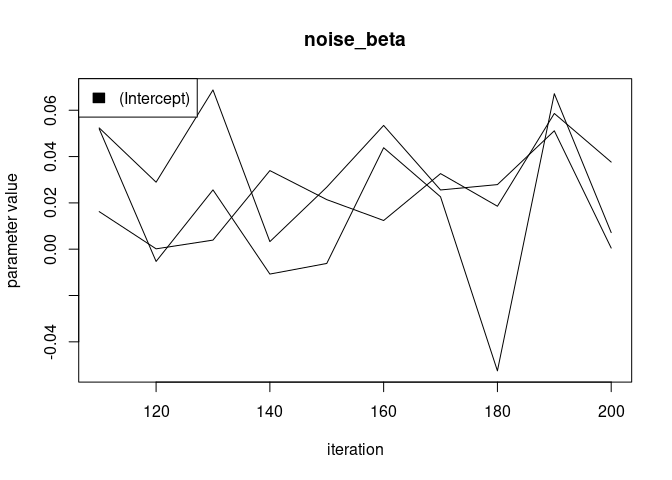 noise_beta
(Intercept)
parameter value
0.06
0.04
0.02
0.00
-0.04
120 140 160 180 200
iteration